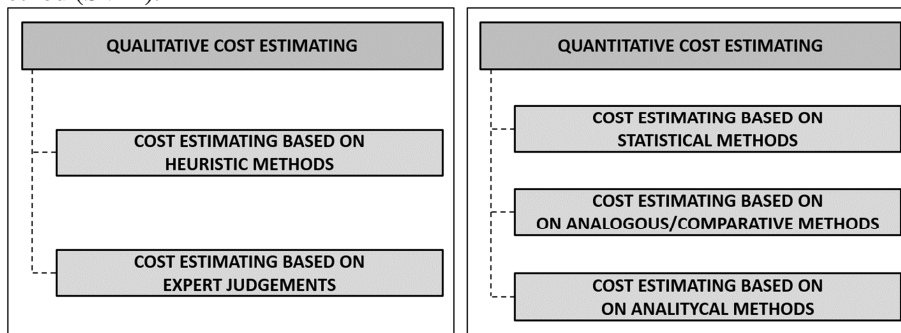 QUALITATIVE COST ESTIMATING
COST ESTIMATING BASED ON
HEURISTIC METHODS
COST ESTIMATING BASED ON
EXPERT JUDGEMENTS
QUANTITATIVE COST ESTIMATING
COST ESTIMATING BASED ON
STATISTICAL METHODS
COST ESTIMATING BASED ON
ON ANALOGOUS/COMPARATIVE METHODS
COST ESTIMATING BASED ON
ON ANALITYCAL METHODS